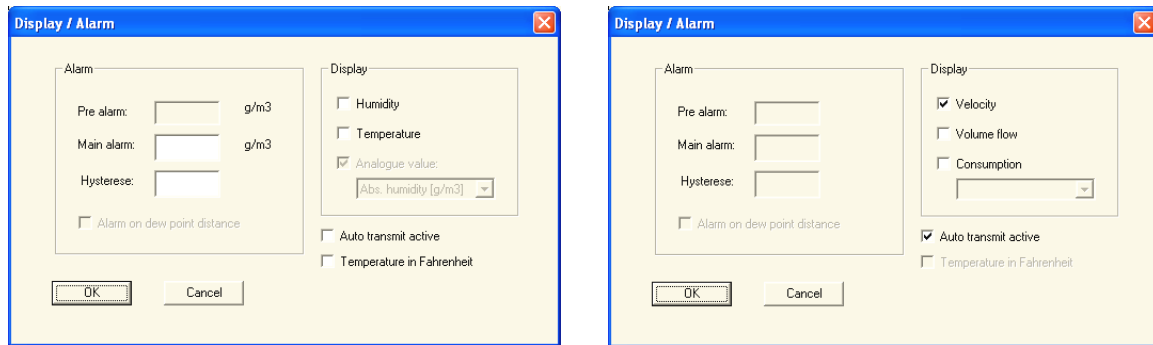 Display / Alarm
Alarm
Pre alarm: g/m3
Main alarm: g/m3
Hysterese:
Alarm on dew point distance
Display
Humidity
Temperature
Analogue value:
Abs. humidity [g/m3]
Auto transmit active
Temperature in Fahrenheit
OK Cancel
Display / Alarm
Alarm
Pre alarm:
Main alarm:
Hysterese:
Alarm on dew point distance
Display
Velocity
Volume flow
Consumption
Auto transmit active
Temperature in Fahrenheit
OK Cancel